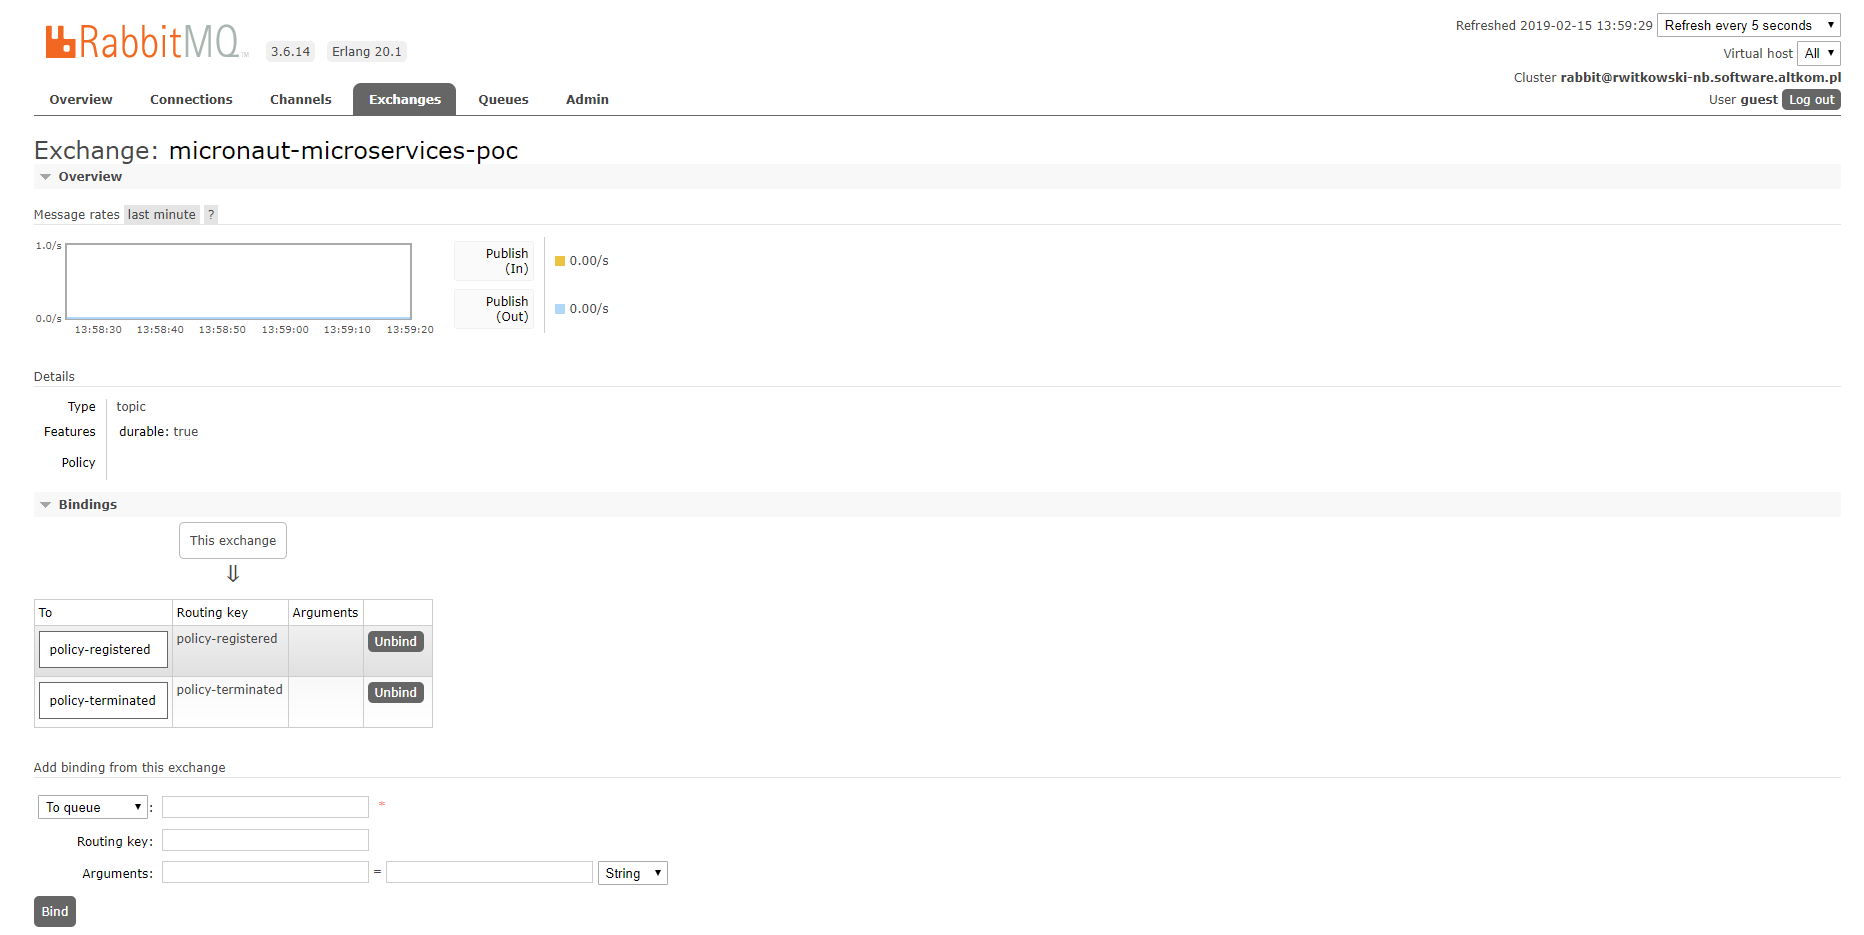 RabbitMQ TM 3.6.14 Erlang 20.1
Refreshed 2019-02-15 13:59:29 Refresh every 5 seconds
Virtual host All
Cluster rabbit@rwitkowski-nb.software.altkom.pl
User guest Log out
Overview Connections Channels Exchanges Queues Admin
Exchange: micronaut-microservices-poc
Overview
Message rates last minute ?
1.0/s
0.0/s
13:58:30 13:58:40 13:58:50 13:59:00 13:59:10 13:59:20
Publish
(In)
0.00/s
Publish
(Out)
0.00/s
Details
Type topic
Features durable: true
Policy
Bindings
This exchange
⇓
To Routing key Arguments
policy-registered policy-registered Unbind
policy-terminated policy-terminated Unbind
Add binding from this exchange
To queue : *
Routing key:
Arguments: = String
Bind